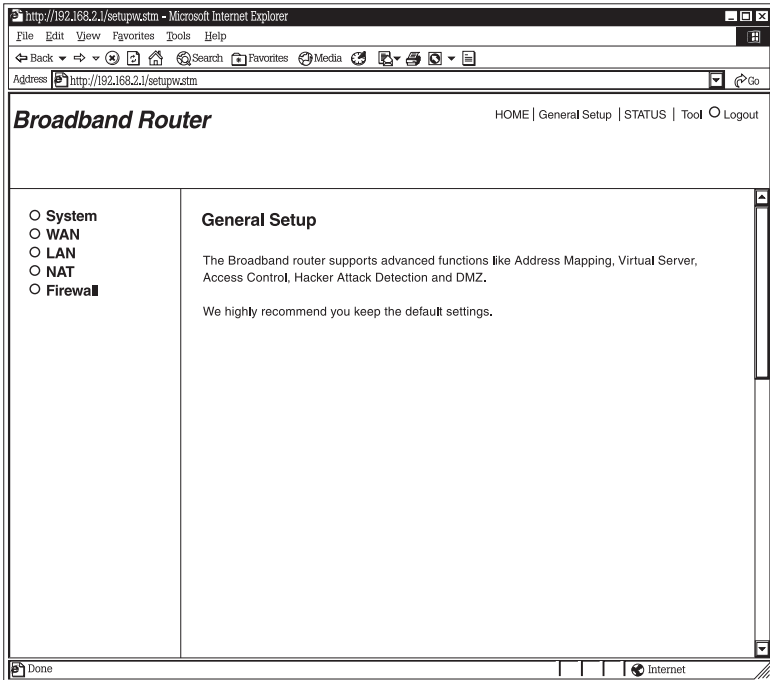 http://192.168.2.1/setupw.stm - Microsoft Internet Explorer
File Edit View Favorites Tools Help
Back Search Favorites Media
Address http://192.168.2.1/setupw.stm Go
Broadband Router
HOME | General Setup | STATUS | Tool Logout
System
WAN
LAN
NAT
Firewall
General Setup
The Broadband router supports advanced functions like Address Mapping, Virtual Server,
Access Control, Hacker Attack Detection and DMZ.
We highly recommend you keep the default settings.
Done Internet